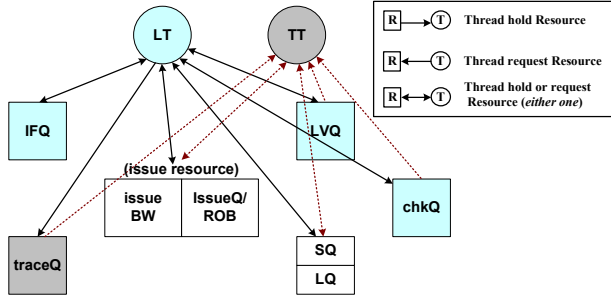 LT
TT
R
T
Thread hold Resource
R
T
Thread request Resource
R
T
Thread hold or request
Resource (either one)
IFQ
LVQ
(issue resource)
issue
BW
IssueQ/
ROB
chkQ
traceQ
SQ
LQ